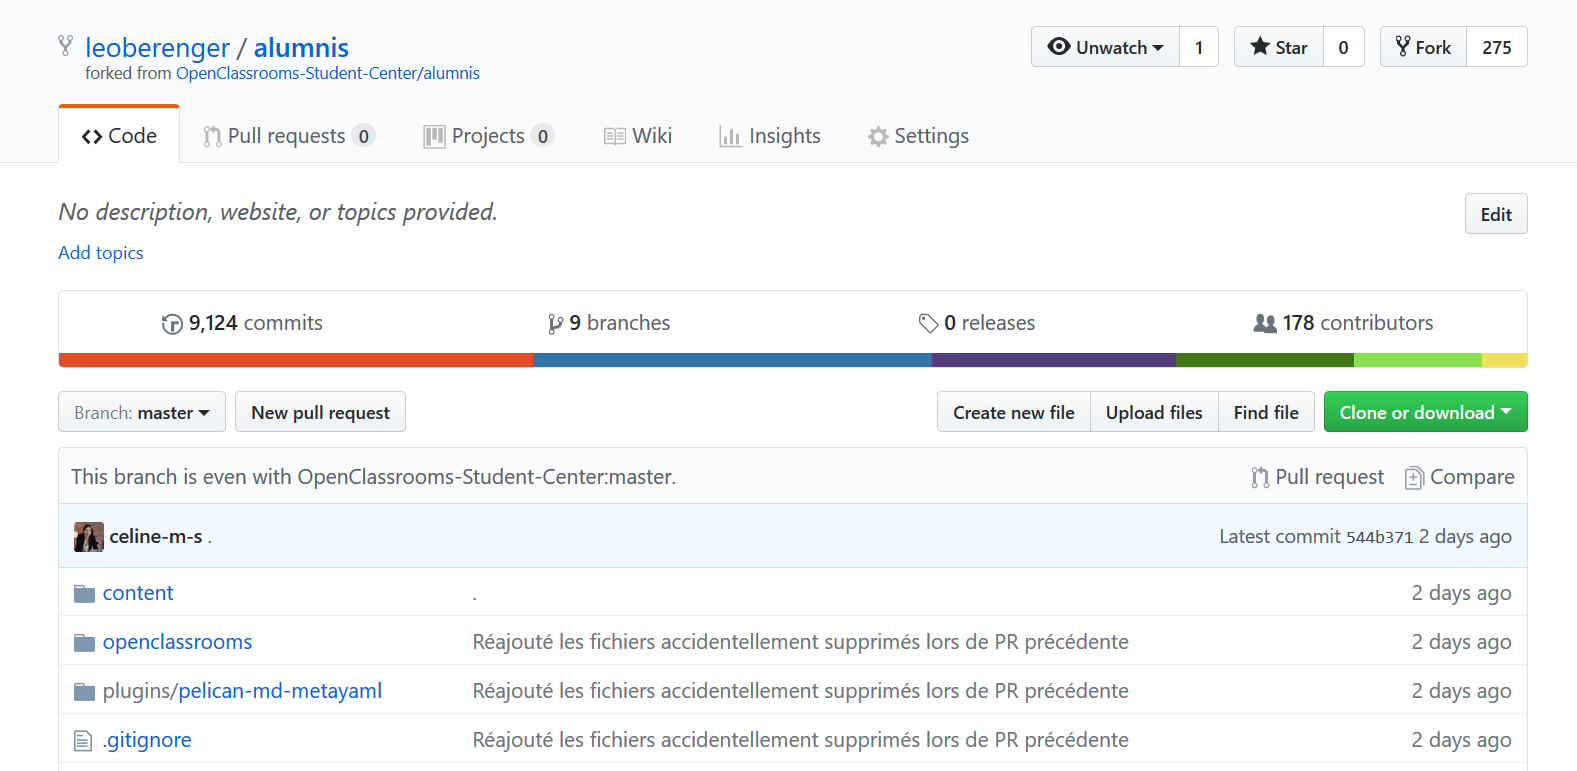 leoberenger / alumnis
Unwatch 1 Star 0 Fork 275
forked from OpenClassrooms-Student-Center/alumnis
Code Pull requests 0 Projects 0 Wiki Insights Settings
No description, website, or topics provided.
Edit
Add topics
9,124 commits 9 branches 0 releases 178 contributors
Branch: master New pull request Create new file Upload files Find file Clone or download
This branch is even with OpenClassrooms-Student-Center:master. Pull request Compare
celine-m-s . Latest commit 544b371 2 days ago
content . 2 days ago
openclassrooms Réajouté les fichiers accidentellement supprimés lors de PR précédente 2 days ago
plugins/pelican-md-metayaml Réajouté les fichiers accidentellement supprimés lors de PR précédente 2 days ago
.gitignore Réajouté les fichiers accidentellement supprimés lors de PR précédente 2 days ago